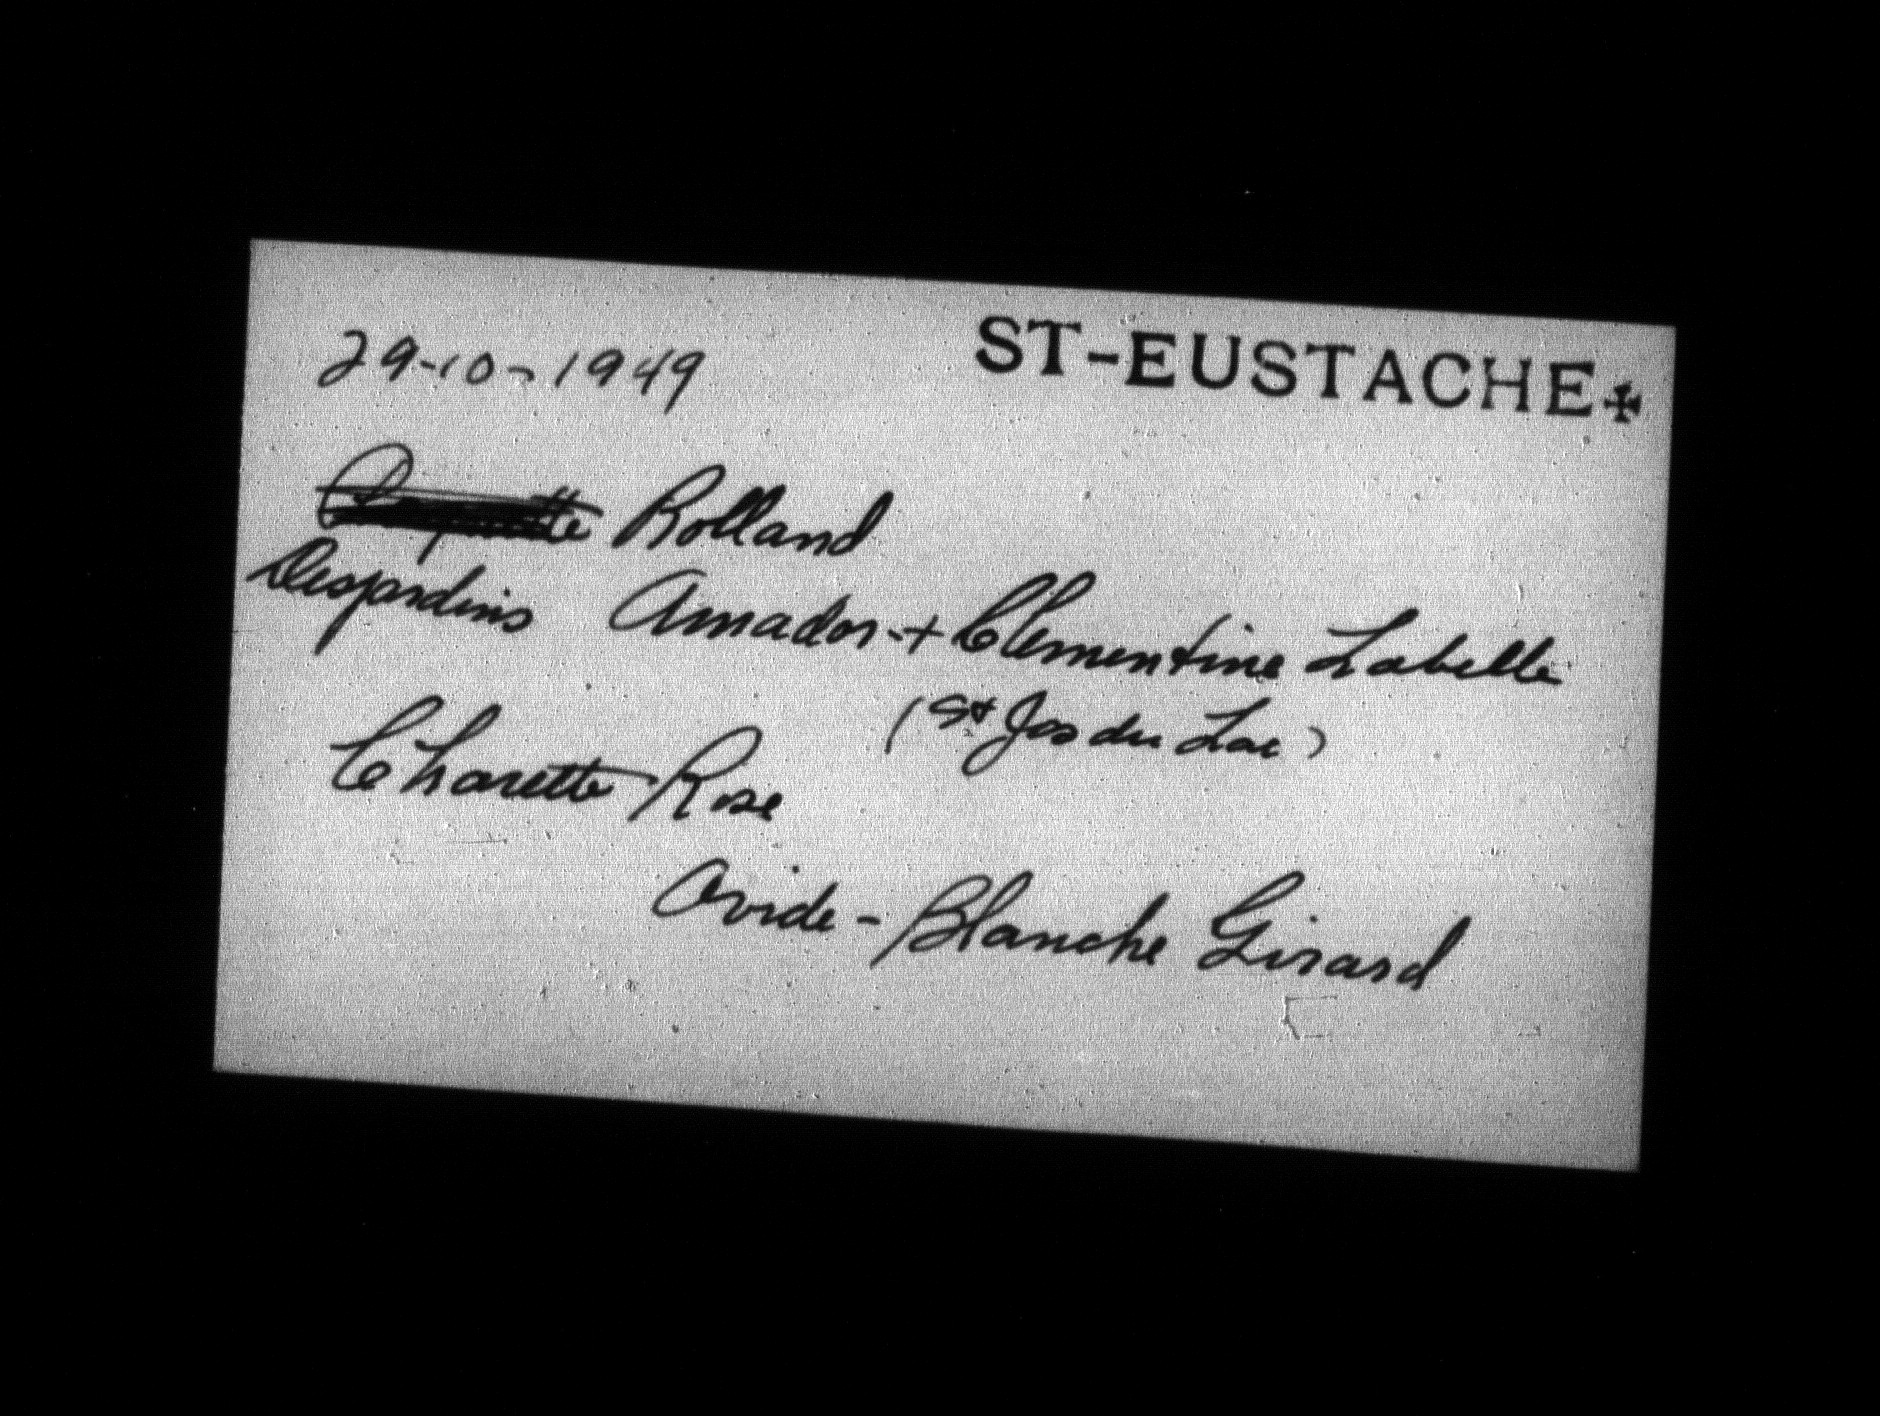 29-10-1949 ST-EUSTACHE✠
Rolland
Desjardins Amador + Clementine Labelle
(St Jos du Lac)
Charette Rose
Ovide - Blanche Girard